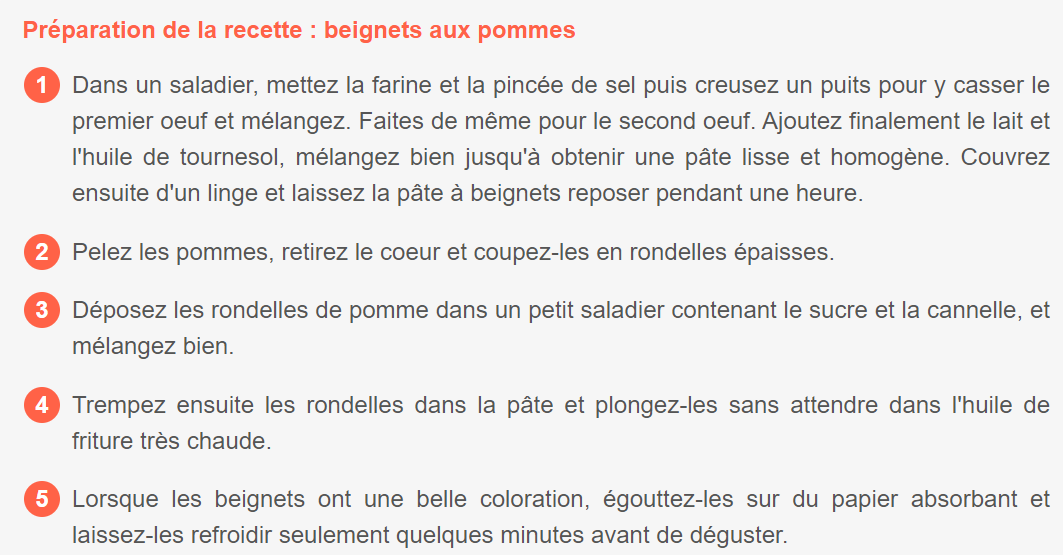 Préparation de la recette : beignets aux pommes
1 Dans un saladier, mettez la farine et la pincée de sel puis creusez un puits pour y casser le
premier oeuf et mélangez. Faites de même pour le second oeuf. Ajoutez finalement le lait et
l'huile de tournesol, mélangez bien jusqu'à obtenir une pâte lisse et homogène. Couvrez
ensuite d'un linge et laissez la pâte à beignets reposer pendant une heure.
2 Pelez les pommes, retirez le coeur et coupez-les en rondelles épaisses.
3 Déposez les rondelles de pomme dans un petit saladier contenant le sucre et la cannelle, et
mélangez bien.
4 Trempez ensuite les rondelles dans la pâte et plongez-les sans attendre dans l'huile de
friture très chaude.
5 Lorsque les beignets ont une belle coloration, égouttez-les sur du papier absorbant et
laissez-les refroidir seulement quelques minutes avant de déguster.